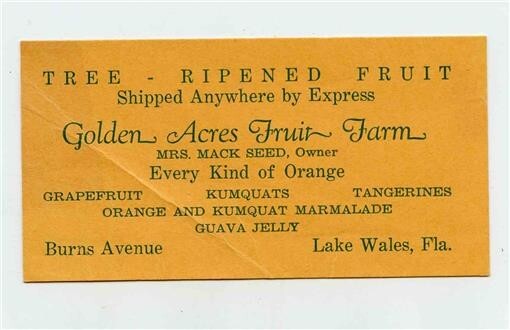 TREE - RIPENED FRUIT
Shipped Anywhere by Express
Golden Acres Fruit Farm
MRS. MACK SEED, Owner
Every Kind of Orange
GRAPEFRUIT KUMQUATS TANGERINES
ORANGE AND KUMQUAT MARMALADE
GUAVA JELLY
Burns Avenue Lake Wales, Fla.